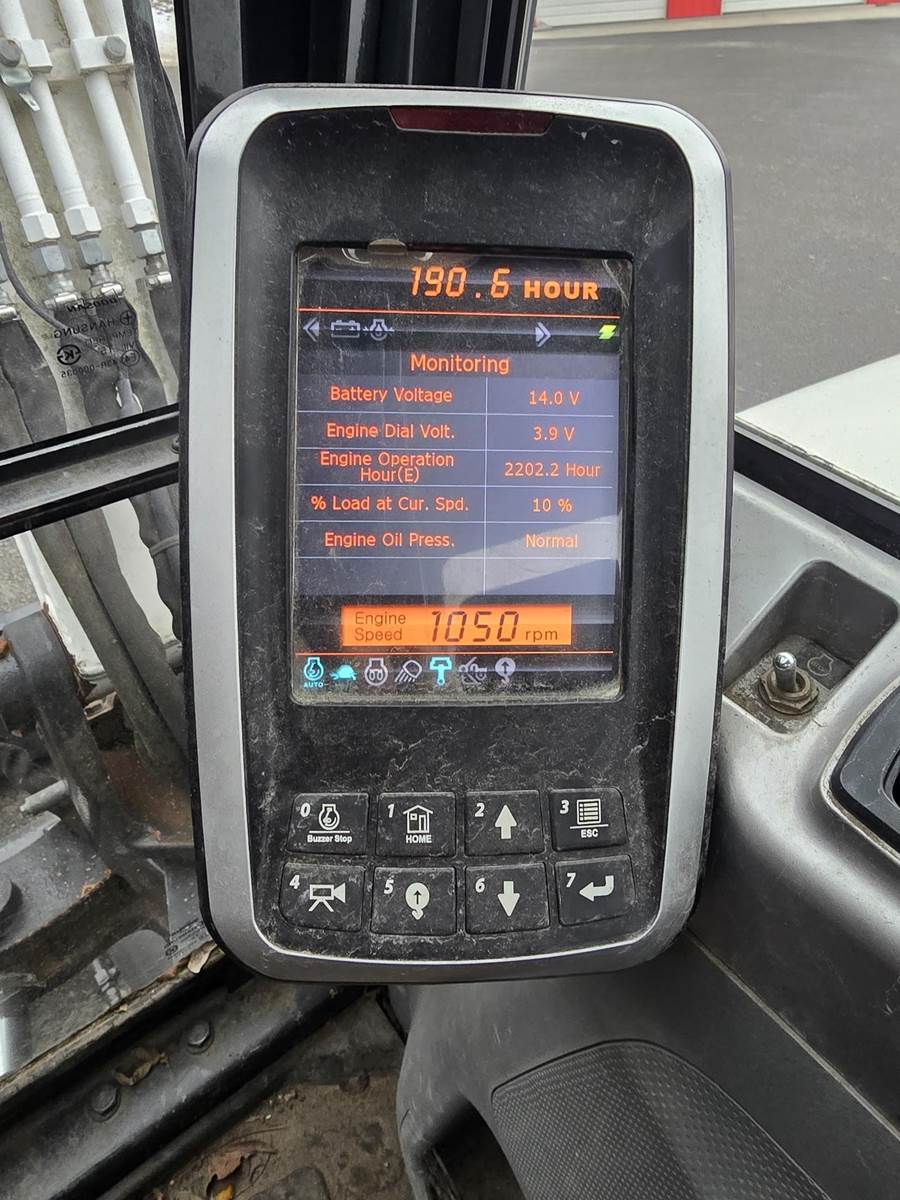 190.6 HOUR
Monitoring
Battery Voltage 14.0 V
Engine Dial Volt. 3.9 V
Engine Operation
Hour(E) 2202.2 Hour
% Load at Cur. Spd. 10 %
Engine Oil Press. Normal
Engine
Speed 1050 rpm
AUTO
0 Buzzer Stop
1 HOME
2
3 ESC
4
5
6
7
DOOSAN
HANSUNG